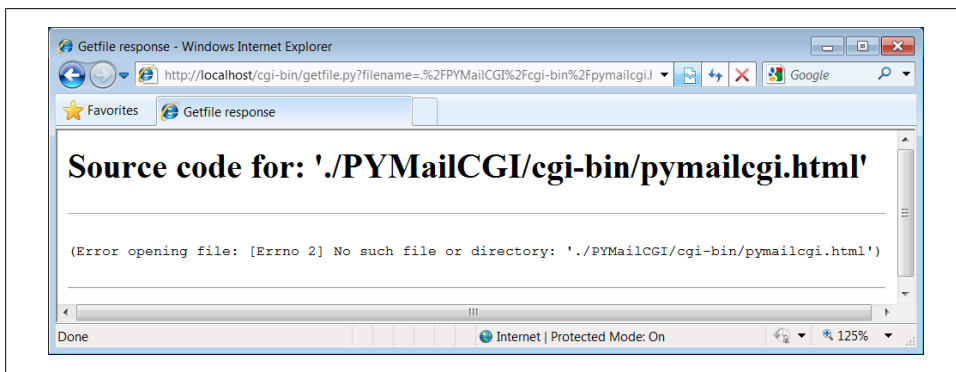 Getfile response - Windows Internet Explorer
http://localhost/cgi-bin/getfile.py?filename=.%2FPYMailCGI%2Fcgi-bin%2Fpymailcgi.l
Google
Favorites
Getfile response
Source code for: './PYMailCGI/cgi-bin/pymailcgi.html'
(Error opening file: [Errno 2] No such file or directory: './PYMailCGI/cgi-bin/pymailcgi.html')
Done
Internet | Protected Mode: On
125%